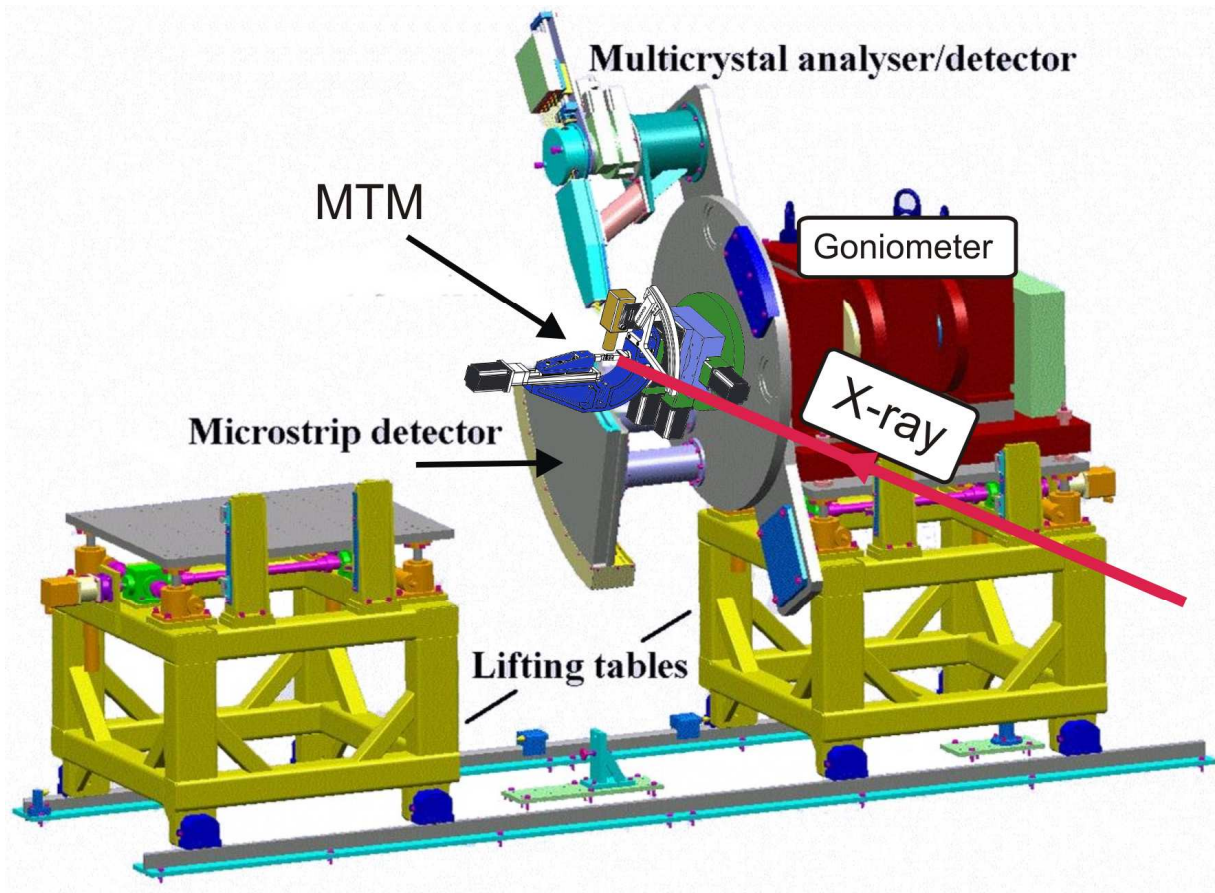 Multicrystal analyser/detector
MTM
Goniometer
X-ray
Microstrip detector
Lifting tables